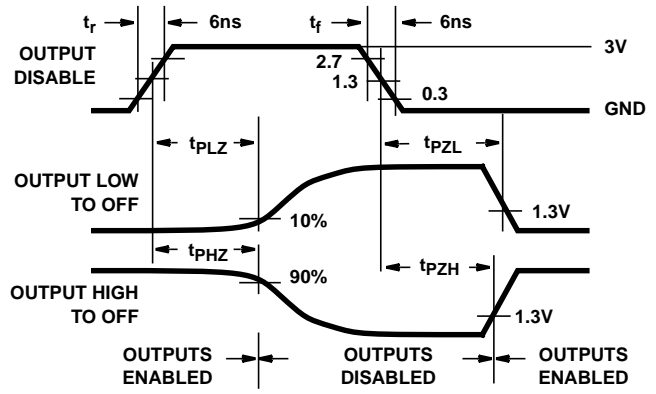 tr 6ns tf 6ns
OUTPUT
DISABLE
2.7
1.3
0.3
3V
GND
tPLZ tPZL
OUTPUT LOW
TO OFF
10%
1.3V
tPHZ tPZH
OUTPUT HIGH
TO OFF
90%
1.3V
OUTPUTS
ENABLED
OUTPUTS
DISABLED
OUTPUTS
ENABLED